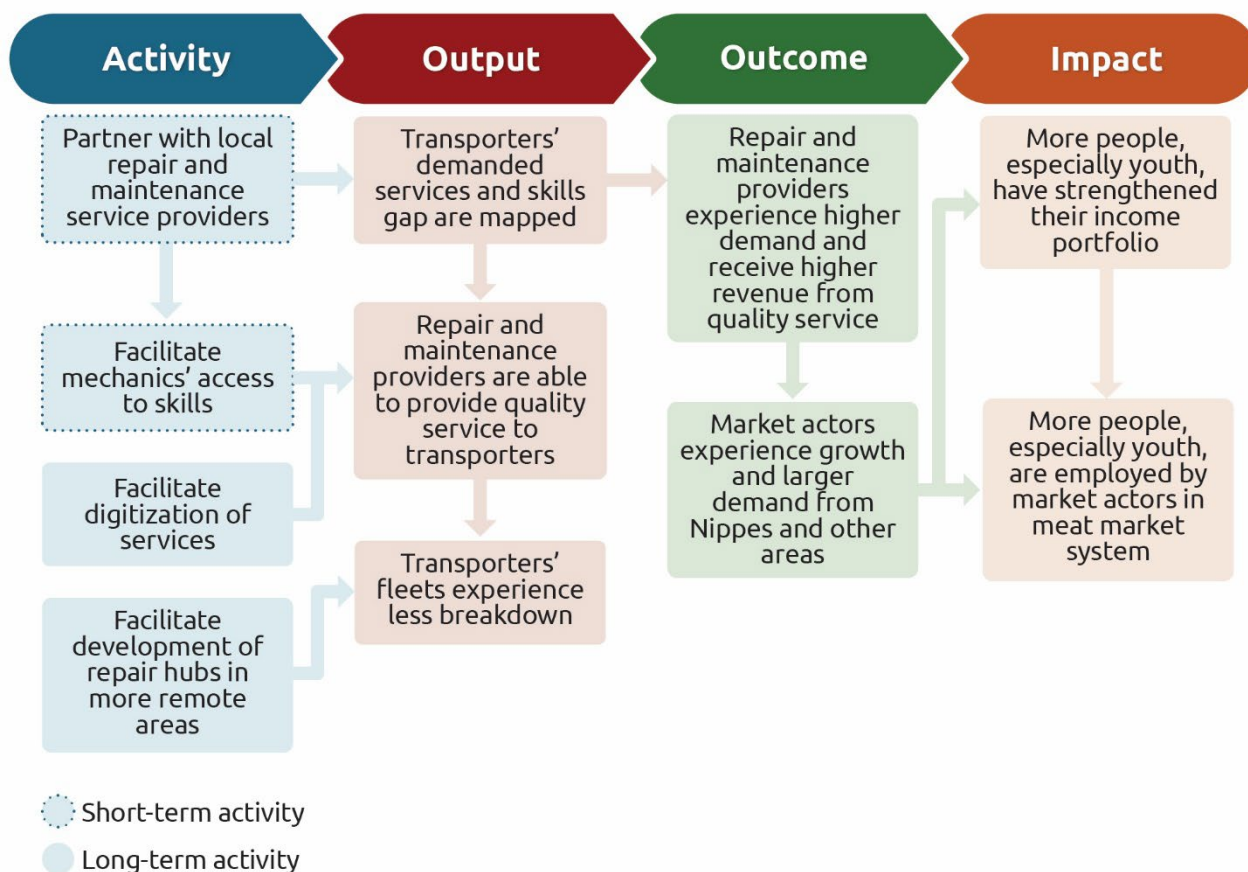 Activity
Output
Outcome
Impact
Partner with local
repair and
maintenance
service providers
Facilitate
mechanics’ access
to skills
Facilitate
digitization of
services
Facilitate
development of
repair hubs in
more remote
areas
Transporters’
demanded
services and skills
gap are mapped
Repair and
maintenance
providers are able
to provide quality
service to
transporters
Transporters’
fleets experience
less breakdown
Repair and
maintenance
providers
experience higher
demand and
receive higher
revenue from
quality service
Market actors
experience growth
and larger
demand from
Nippes and other
areas
More people,
especially youth,
have strengthened
their income
portfolio
More people,
especially youth,
are employed by
market actors in
meat market
system
Short-term activity
Long-term activity